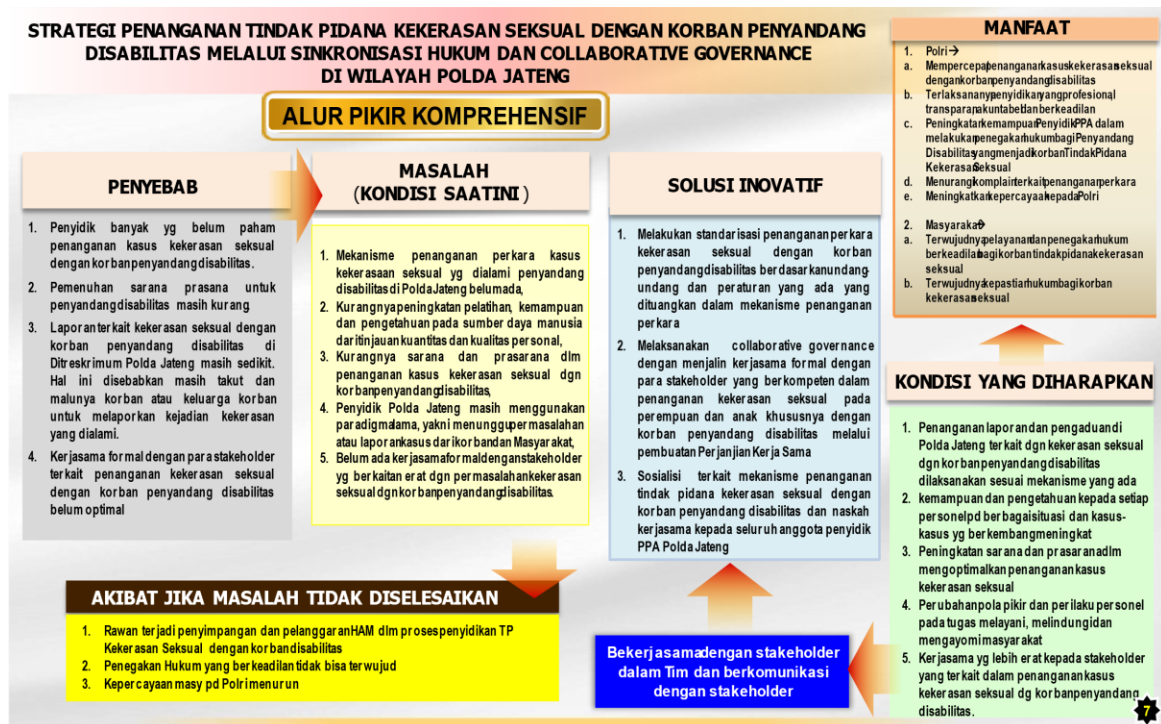 STRATEGI PENANGANAN TINDAK PIDANA KEKERASAN SEKSUAL DENGAN KORBAN PENYANDANG
DISABILITAS MELALUI SINKRONISASI HUKUM DAN COLLABORATIVE GOVERNANCE
DI WILAYAH POLDA JATENG
ALUR PIKIR KOMPREHENSIF
PENYEBAB
1. Penyidik banyak yg belum paham
penanganan kasus kekerasan seksual
dengan korban penyandang disabilitas.
2. Pemenuhan sarana prasana untuk
penyandang disabilitas masih kurang
3. Laporan terkait kekerasan seksual dengan
korban penyandang disabilitas di
Ditreskrimum Polda Jateng masih sedikit.
Hal ini disebabkan masih takut dan
malunya korban atau keluarga korban
untuk melaporkan kejadian kekerasan
yang dialami.
4. Kerjasama formal dengan para stakeholder
terkait penanganan kekerasan seksual
dengan korban penyandang disabilitas
belum optimal
MASALAH
(KONDISI SAAT INI)
1. Mekanisme penanganan perkara kasus
kekerasaan seksual yg dialami penyandang
disabilitas di Polda Jateng belum ada,
2. Kurangnya peningkatan pelatihan, kemampuan
dan pengetahuan pada sumber daya manusia
dari tinjauan kuantitas dan kualitas personal,
3. Kurangnya sarana dan prasarana dlm
penanganan kasus kekerasan seksual dgn
korban penyandang disabilitas,
4. Penyidik Polda Jateng masih menggunakan
paradigma lama, yakni menunggu permasalahan
atau laporan kasus dari korban dan Masyarakat,
5. Belum ada kerjasama formal dengan stakeholder
yg berkaitan erat dgn permasalahan kekerasan
seksual dgn korban penyandang disabilitas.
SOLUSI INOVATIF
1. Melakukan standarisasi penanganan perkara
kekerasan seksual dengan korban
penyandang disabilitas berdasarkan undang-
undang dan peraturan yang ada yang
dituangkan dalam mekanisme penanganan
perkara
2. Melaksanakan collaborative governance
dengan menjalin kerjasama formal dengan
para stakeholder yang berkompeten dalam
penanganan kekerasan seksual pada
perempuan dan anak khususnya dengan
korban penyandang disabilitas melalui
pembuatan Perjanjian Kerja Sama
3. Sosialisi terkait mekanisme penanganan
tindak pidana kekerasan seksual dengan
korban penyandang disabilitas dan naskah
kerjasama kepada seluruh anggota penyidik
PPA Polda Jateng
MANFAAT
1. Polri→
a. Mempercepat penanganan kasus kekerasan seksual
dengan korban penyandang disabilitas
b. Terlaksananya penyidikan yang profesional,
transparan akuntabel dan berkeadilan
c. Peningkatan kemampuan Penyidik PPA dalam
melakukan penegakan hukum bagi Penyandang
Disabilitas yang menjadi korban Tindak Pidana
Kekerasan Seksual
d. Menurangi komplain terkait penanganan perkara
e. Meningkatkan kepercayaan kepada Polri
2. Masyarakat→
a. Terwujudnya pelayanan dan penegakan hukum
berkeadilan bagi korban tindak pidana kekerasan
seksual
b. Terwujudnya kepastian hukum bagi korban
kekerasan seksual
KONDISI YANG DIHARAPKAN
1. Penanganan laporan dan pengaduan di
Polda Jateng terkait dgn kekerasan seksual
dgn korban penyandang disabilitas
dilaksanakan sesuai mekanisme yang ada
2. kemampuan dan pengetahuan kepada setiap
personel pd berbagai situasi dan kasus-
kasus yg berkembang meningkat
3. Peningkatan sarana dan prasarana dlm
mengoptimalkan penanganan kasus
kekerasan seksual
4. Perubahan pola pikir dan perilaku personel
pada tugas melayani, melindungi dan
mengayomi masyarakat
5. Kerjasama yg lebih erat kepada stakeholder
yang terkait dalam penanganan kasus
kekerasan seksual dg korban penyandang
disabilitas.
AKIBAT JIKA MASALAH TIDAK DISELESAIKAN
1. Rawan terjadi penyimpangan dan pelanggaran HAM dlm proses penyidikan TP
Kekerasan Seksual dengan korban disabilitas
2. Penegakan Hukum yang berkeadilan tidak bisa terwujud
3. Kepercayaan masy pd Polri menurun
Bekerjasama dengan stakeholder
dalam Tim dan berkomunikasi
dengan stakeholder
7